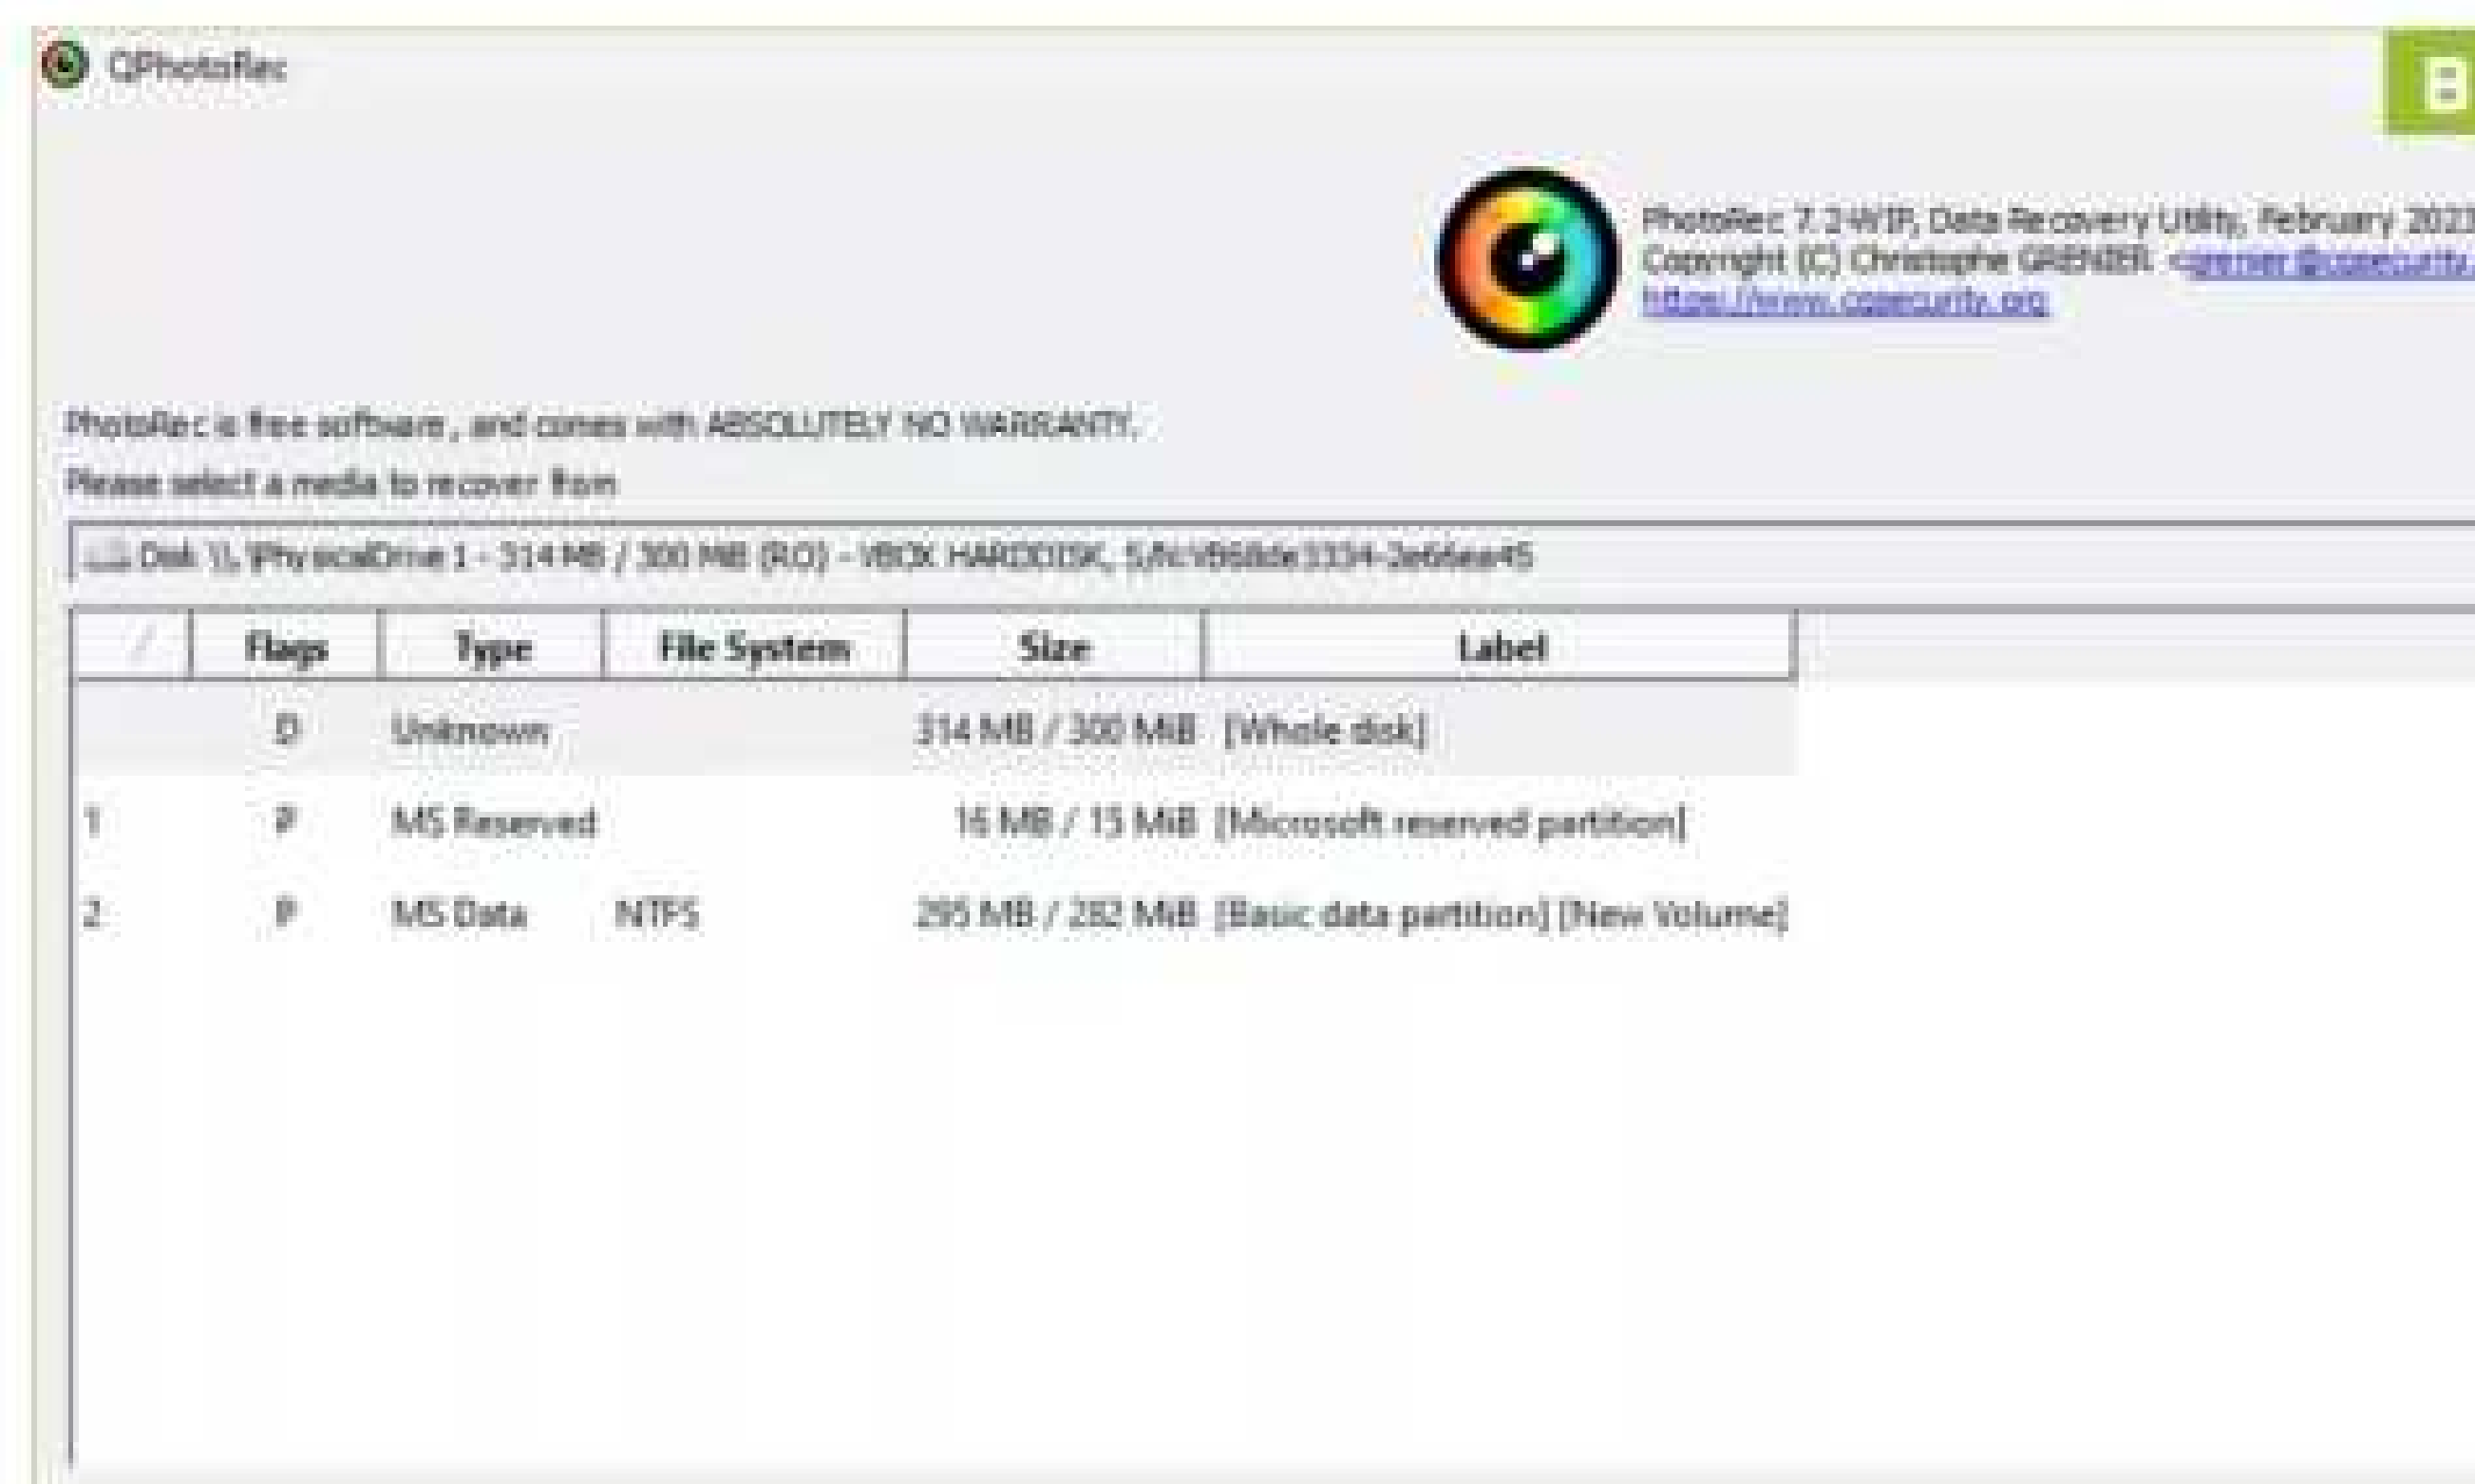 QPhotoRec
B
PhotoRec 7.2-WIP, Data Recovery Utility, February 2023
Copyright (C) Christophe GRENIER <grenier@cgsecurity.
https://www.cgsecurity.org
PhotoRec is free software, and comes with ABSOLUTELY NO WARRANTY.
Please select a media to recover from
Disk \\.\PhysicalDrive1 - 314 MB / 300 MiB (RO) - VBOX HARDDISK,
Flags Type File System Size Label
D Unknown 314 MB / 300 MiB [Whole disk]
1 P MS Reserved 16 MB / 15 MiB [Microsoft reserved partition]
2 P MS Data NTFS 295 MB / 282 MiB [Basic data partition] [New Volume]